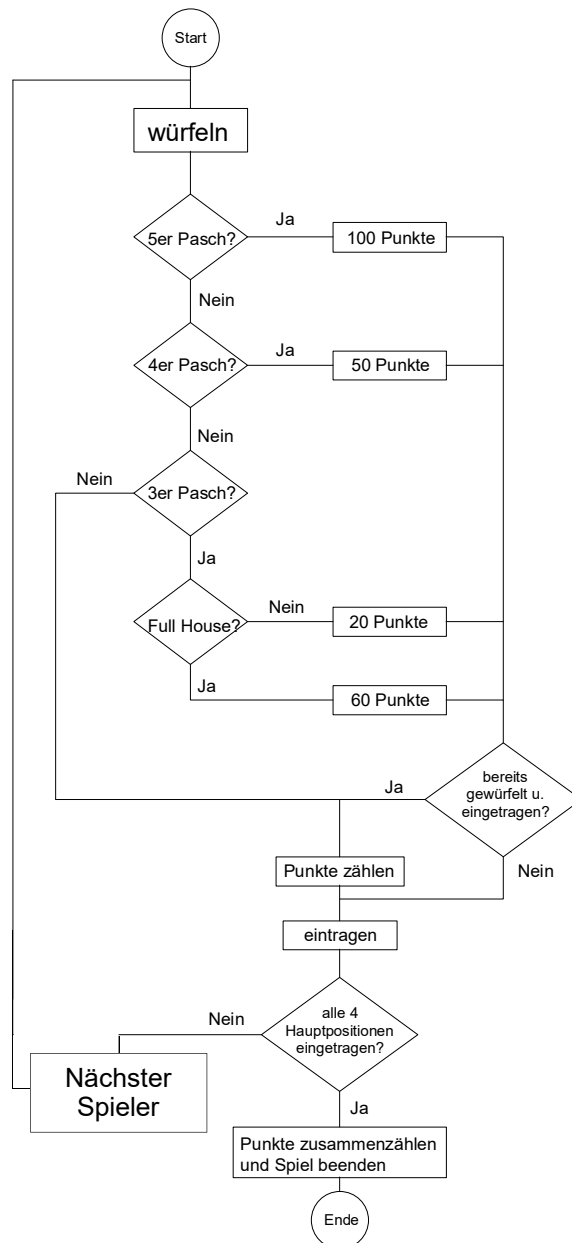 Start
würfeln
Ja
5er Pasch?
100 Punkte
Nein
Ja
4er Pasch?
50 Punkte
Nein
Nein
3er Pasch?
Ja
Nein
Full House?
20 Punkte
Ja
60 Punkte
bereits
gewürfelt u.
eingetragen?
Ja
Punkte zählen
Nein
eintragen
alle 4
Hauptpositionen
eingetragen?
Nein
Nächster
Spieler
Ja
Punkte zusammenzählen
und Spiel beenden
Ende